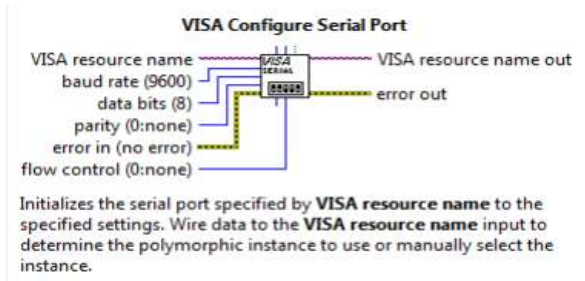 VISA Configure Serial Port
VISA resource name
VISA resource name out
VISA
SERIAL
baud rate (9600)
error out
data bits (8)
parity (0:none)
error in (no error)
flow control (0:none)
Initializes the serial port specified by VISA resource name to the
specified settings. Wire data to the VISA resource name input to
determine the polymorphic instance to use or manually select the
instance.